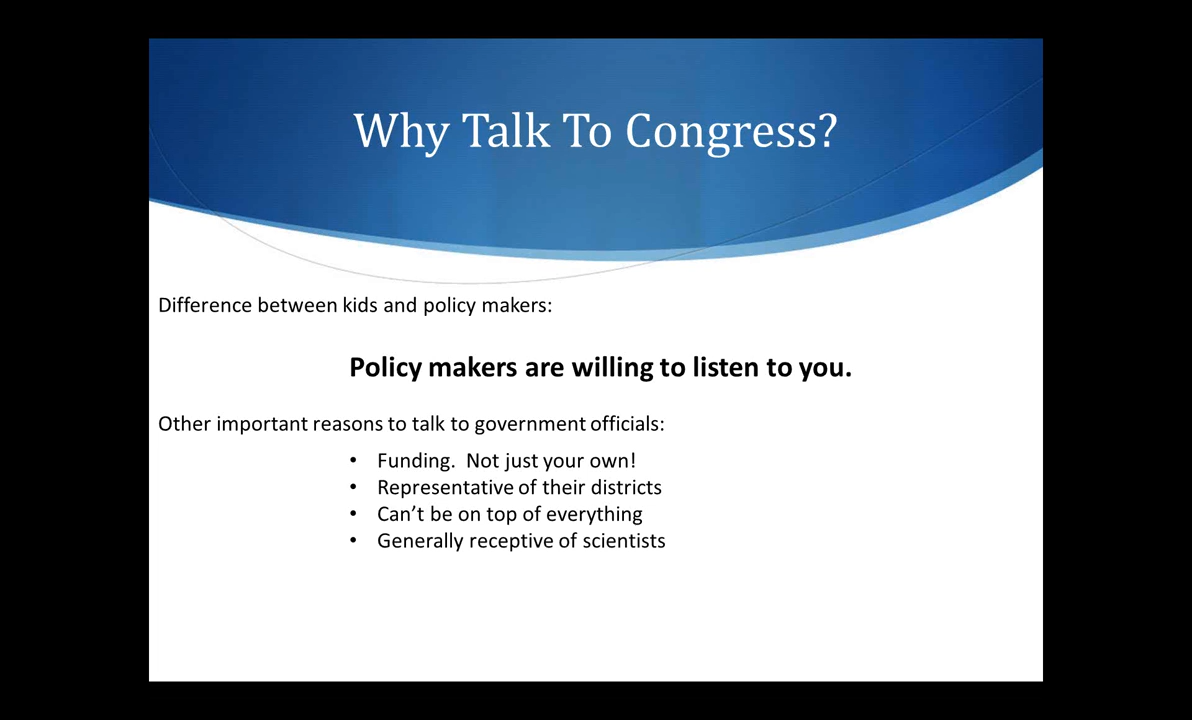 Why Talk To Congress?
Difference between kids and policy makers:
Policy makers are willing to listen to you.
Other important reasons to talk to government officials:
• Funding.  Not just your own!
• Representative of their districts
• Can’t be on top of everything
• Generally receptive of scientists